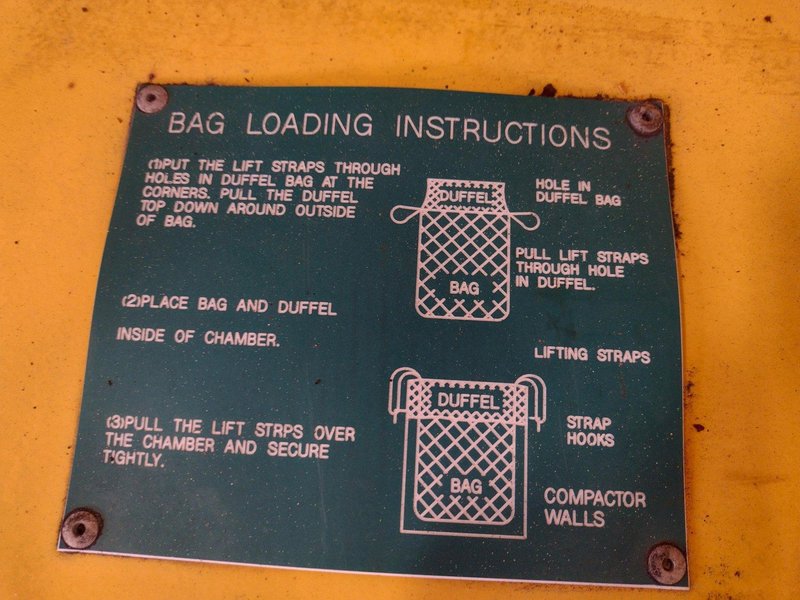 BAG LOADING INSTRUCTIONS
(1)PUT THE LIFT STRAPS THROUGH
HOLES IN DUFFEL BAG AT THE
CORNERS. PULL THE DUFFEL
TOP DOWN AROUND OUTSIDE
OF BAG.
DUFFEL
HOLE IN
DUFFEL BAG
PULL LIFT STRAPS
THROUGH HOLE
IN DUFFEL.
BAG
(2)PLACE BAG AND DUFFEL
INSIDE OF CHAMBER.
LIFTING STRAPS
DUFFEL
(3)PULL THE LIFT STRPS OVER
THE CHAMBER AND SECURE
TIGHTLY.
STRAP
HOOKS
BAG
COMPACTOR
WALLS